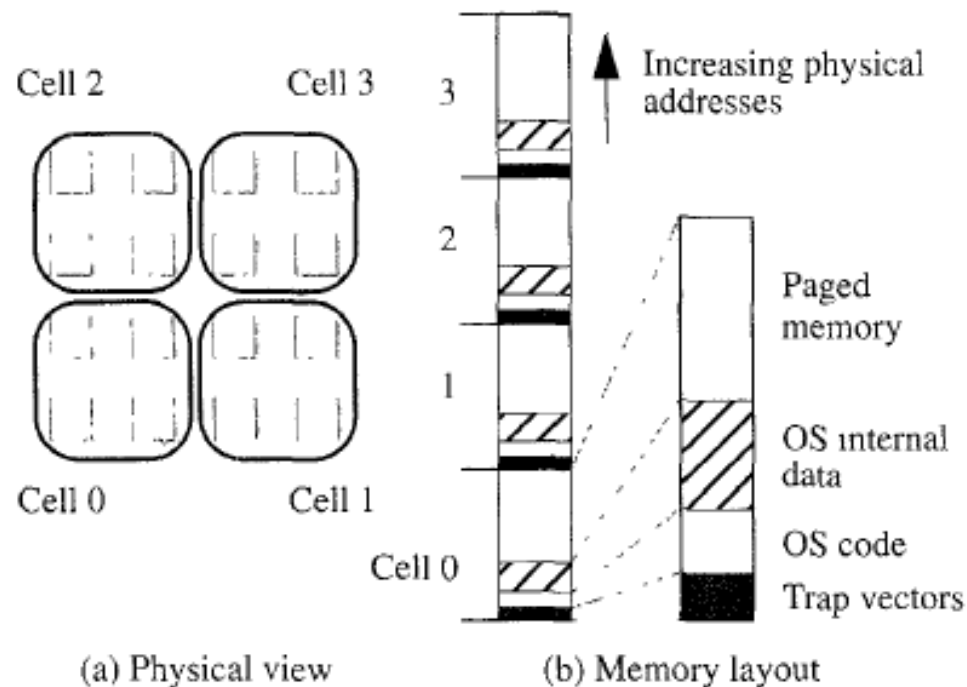 Cell 2
Cell 3
Cell 0
Cell 1
(a) Physical view
3
2
1
Cell 0
Increasing physical
addresses
Paged
memory
OS internal
data
OS code
Trap vectors
(b) Memory layout